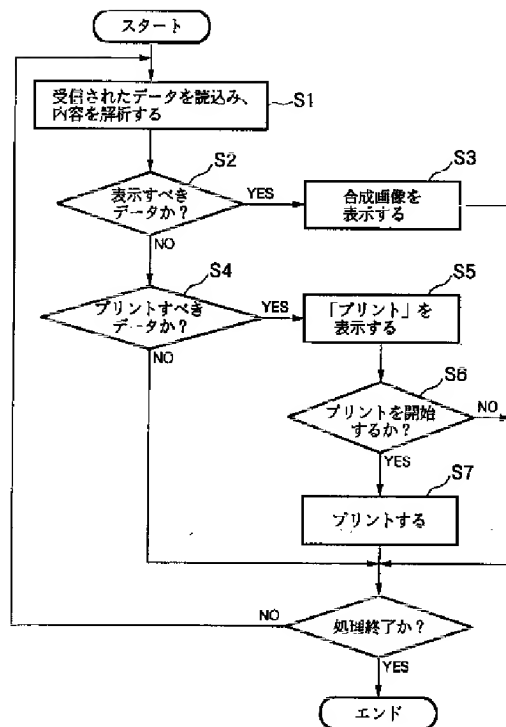 スタート
受信されたデータを読込み、
内容を解析する
S1
S2
表示すべき
データか?
YES
NO
S3
合成画像を
表示する
S4
プリントすべき
データか?
YES
NO
S5
「プリント」を
表示する
S6
プリントを開始
するか?
NO
YES
S7
プリントする
処理終了か?
NO
YES
エンド